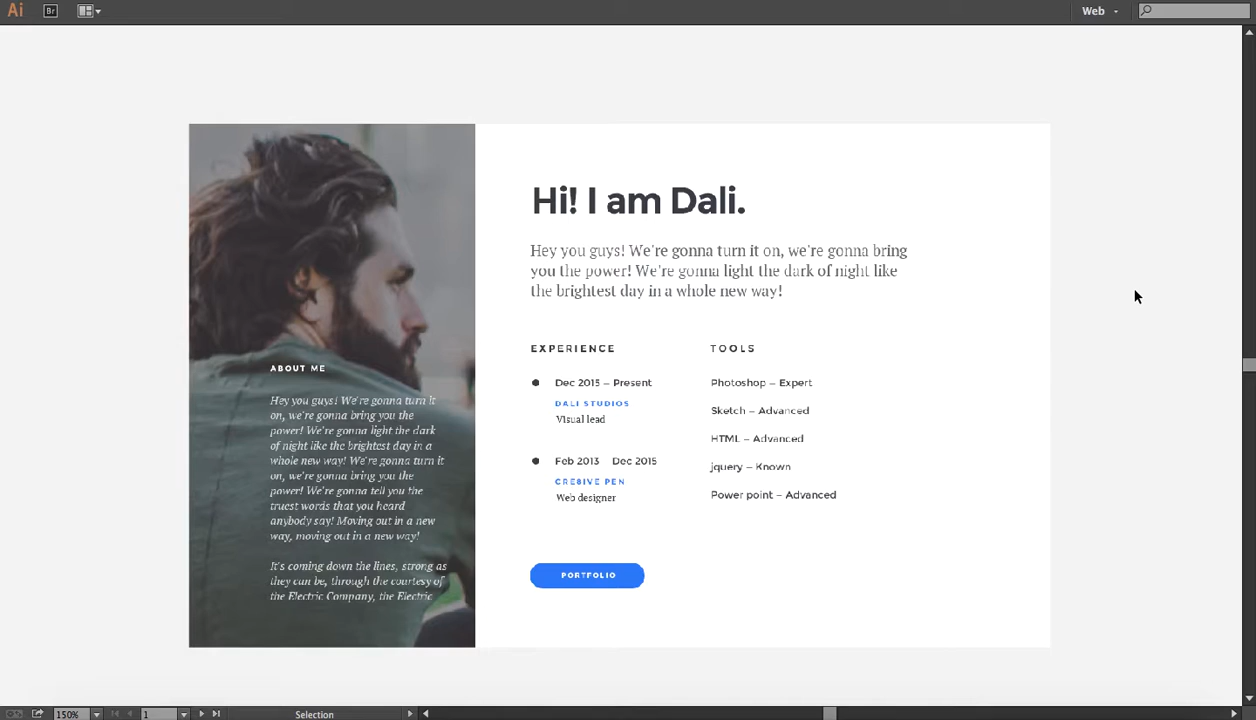 Ai Br Web
Hi! I am Dali.
Hey you guys! We're gonna turn it on, we're gonna bring
you the power! We're gonna light the dark of night like
the brightest day in a whole new way!
ABOUT ME
Hey you guys! We're gonna turn it
on, we're gonna bring you the
power! We're gonna light the dark
of night like the brightest day in a
whole new way! We're gonna turn it
on, we're gonna bring you the
power! We're gonna tell you the
truest words that you heard
anybody say! Moving out in a new
way, moving out in a new way!
It's coming down the lines, strong as
they can be, through the courtesy of
the Electric Company, the Electric
EXPERIENCE
Dec 2015 – Present
DALI STUDIOS
Visual lead
Feb 2013 – Dec 2015
CRE8IVE PEN
Web designer
TOOLS
Photoshop – Expert
Sketch – Advanced
HTML – Advanced
jquery – Known
Power point – Advanced
PORTFOLIO
150% 1 Selection